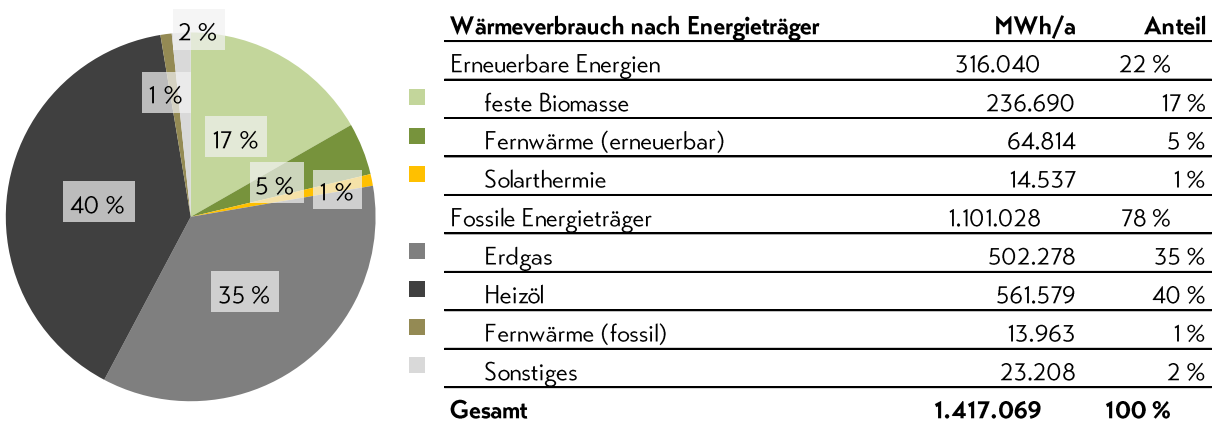 2 %
1 %
17 %
5 %
1 %
40 %
35 %
Wärmeverbrauch nach Energieträger MWh/a Anteil
Erneuerbare Energien 316.040 22 %
feste Biomasse 236.690 17 %
Fernwärme (erneuerbar) 64.814 5 %
Solarthermie 14.537 1 %
Fossile Energieträger 1.101.028 78 %
Erdgas 502.278 35 %
Heizöl 561.579 40 %
Fernwärme (fossil) 13.963 1 %
Sonstiges 23.208 2 %
Gesamt 1.417.069 100 %